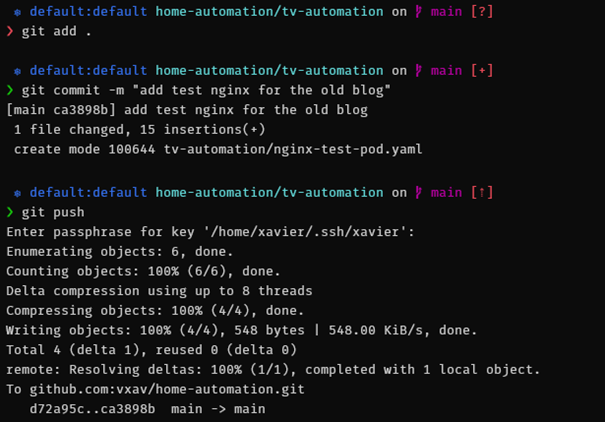 ⎈ default:default home-automation/tv-automation on  main [?]
❯ git add .
⎈ default:default home-automation/tv-automation on  main [+]
❯ git commit -m "add test nginx for the old blog"
[main ca3898b] add test nginx for the old blog
1 file changed, 15 insertions(+)
create mode 100644 tv-automation/nginx-test-pod.yaml
⎈ default:default home-automation/tv-automation on  main [↑]
❯ git push
Enter passphrase for key '/home/xavier/.ssh/xavier':
Enumerating objects: 6, done.
Counting objects: 100% (6/6), done.
Delta compression using up to 8 threads
Compressing objects: 100% (4/4), done.
Writing objects: 100% (4/4), 548 bytes | 548.00 KiB/s, done.
Total 4 (delta 1), reused 0 (delta 0)
remote: Resolving deltas: 100% (1/1), completed with 1 local object.
To github.com:vxav/home-automation.git
d72a95c..ca3898b  main -> main